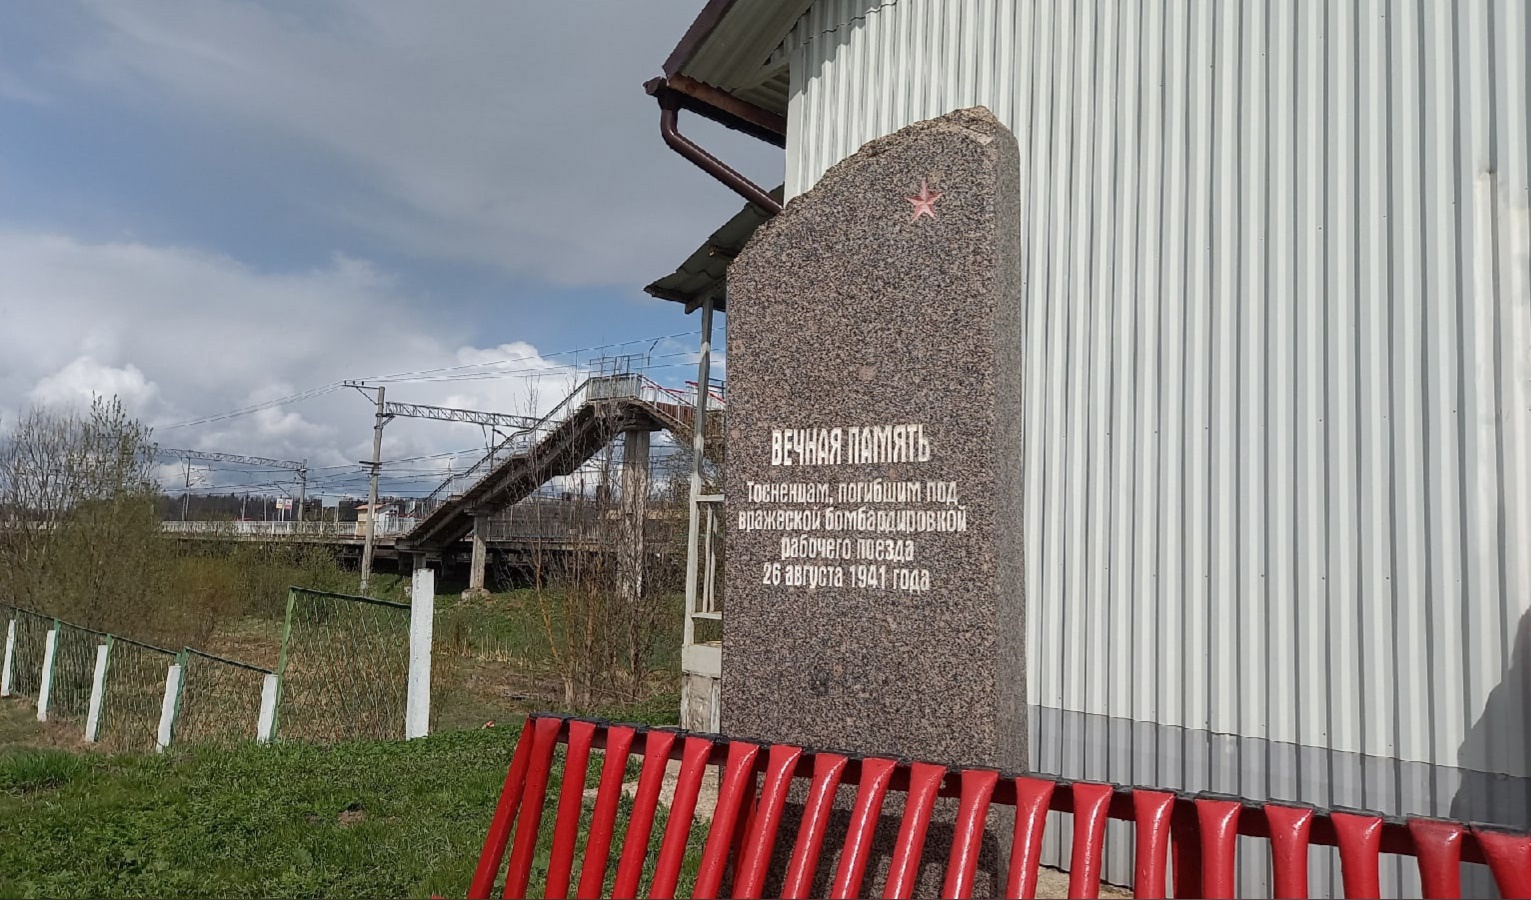 ВЕЧНАЯ ПАМЯТЬ
Тосненцам, погибшим под
вражеской бомбардировкой
рабочего поезда
26 августа 1941 года